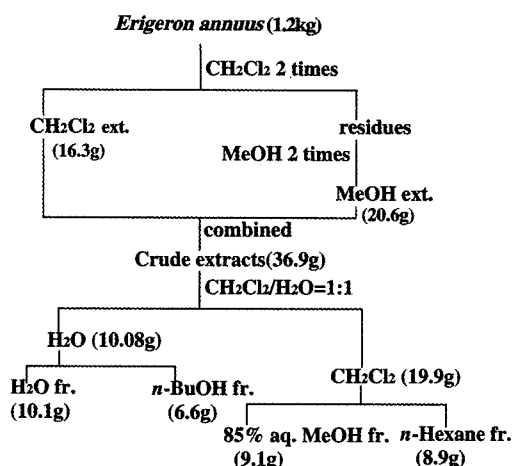 Erigeron annuus (1.2kg)
CH2Cl2 2 times
CH2Cl2 ext.
(16.3g)
residues
MeOH 2 times
MeOH ext.
(20.6g)
combined
Crude extracts(36.9g)
CH2Cl2/H2O=1:1
H2O (10.08g)
CH2Cl2 (19.9g)
H2O fr.
(10.1g)
n-BuOH fr.
(6.6g)
85% aq. MeOH fr.
(9.1g)
n-Hexane fr.
(8.9g)